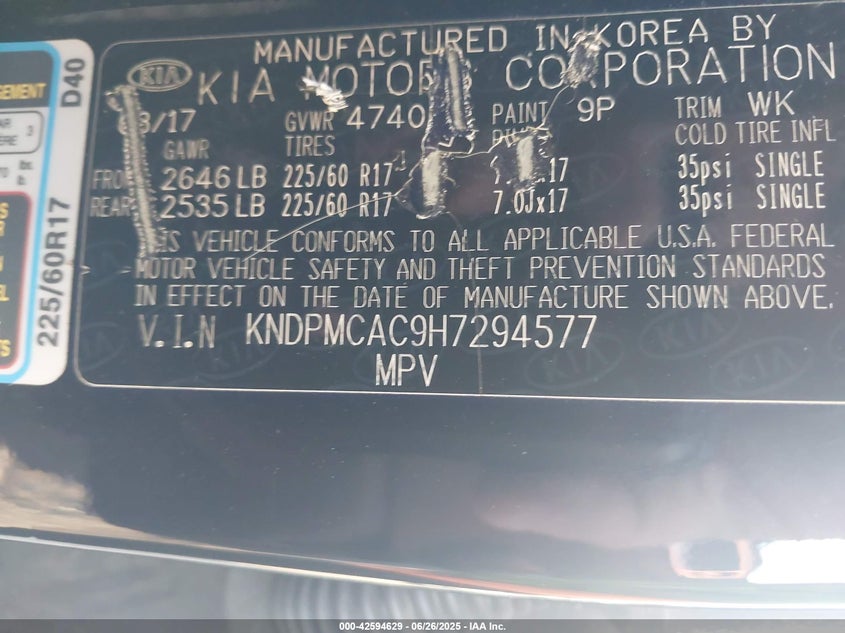 MANUFACTURED IN KOREA BY
KIA KIA MOTORS CORPORATION
/17 GVWR 4740 PAINT 9P TRIM WK
GAWR TIRES COLD TIRE INFL
2646 LB 225/60 R17 17 35psi SINGLE
REAR 2535 LB 225/60 R17 7.0Jx17 35psi SINGLE
THIS VEHICLE CONFORMS TO ALL APPLICABLE U.S.A. FEDERAL
MOTOR VEHICLE SAFETY AND THEFT PREVENTION STANDARDS
IN EFFECT ON THE DATE OF MANUFACTURE SHOWN ABOVE.
V.I.N KNDPMCAC9H7294577
MPV
D40
225/60R17
000-42594629 - 06/26/2025 - IAA Inc.